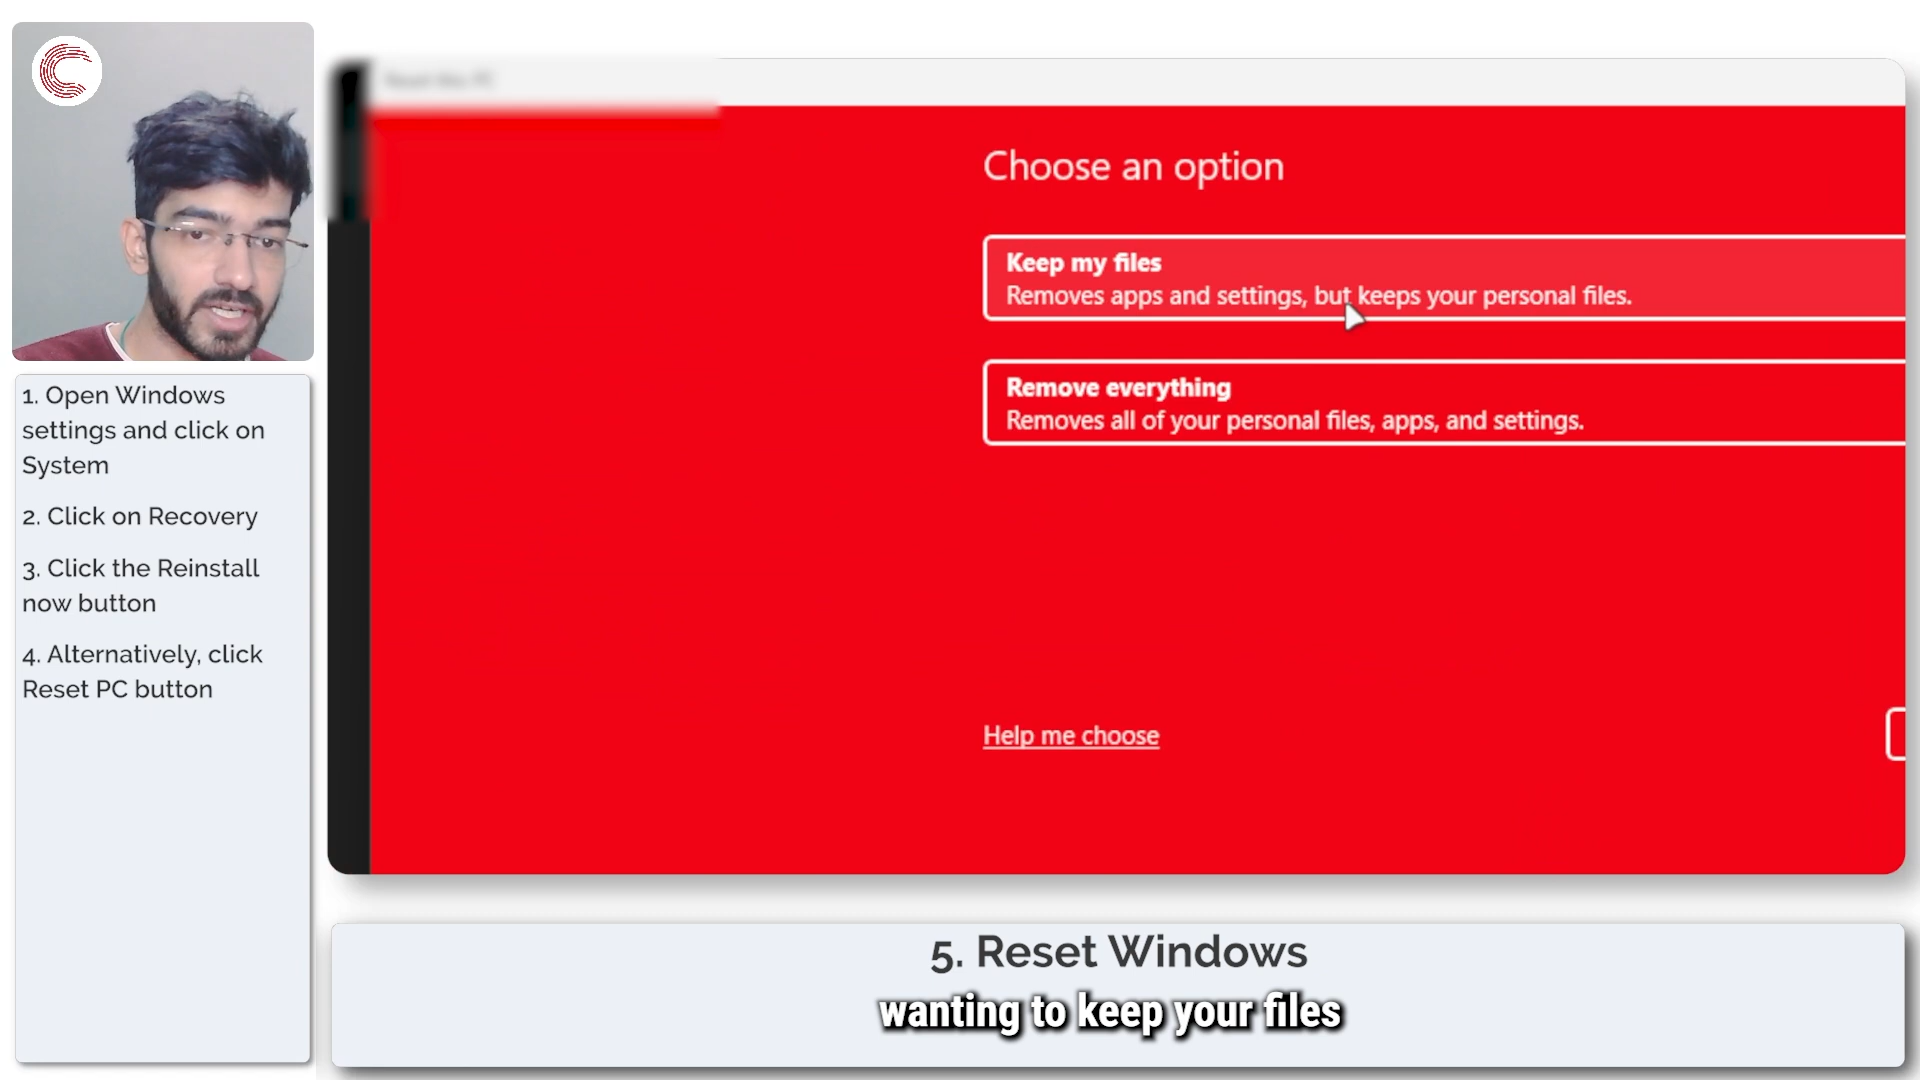 1. Open Windows
settings and click on
System
2. Click on Recovery
3. Click the Reinstall
now button
4. Alternatively, click
Reset PC button
Choose an option
Keep my files
Removes apps and settings, but keeps your personal files.
Remove everything
Removes all of your personal files, apps, and settings.
Help me choose
5. Reset Windows
wanting to keep your files